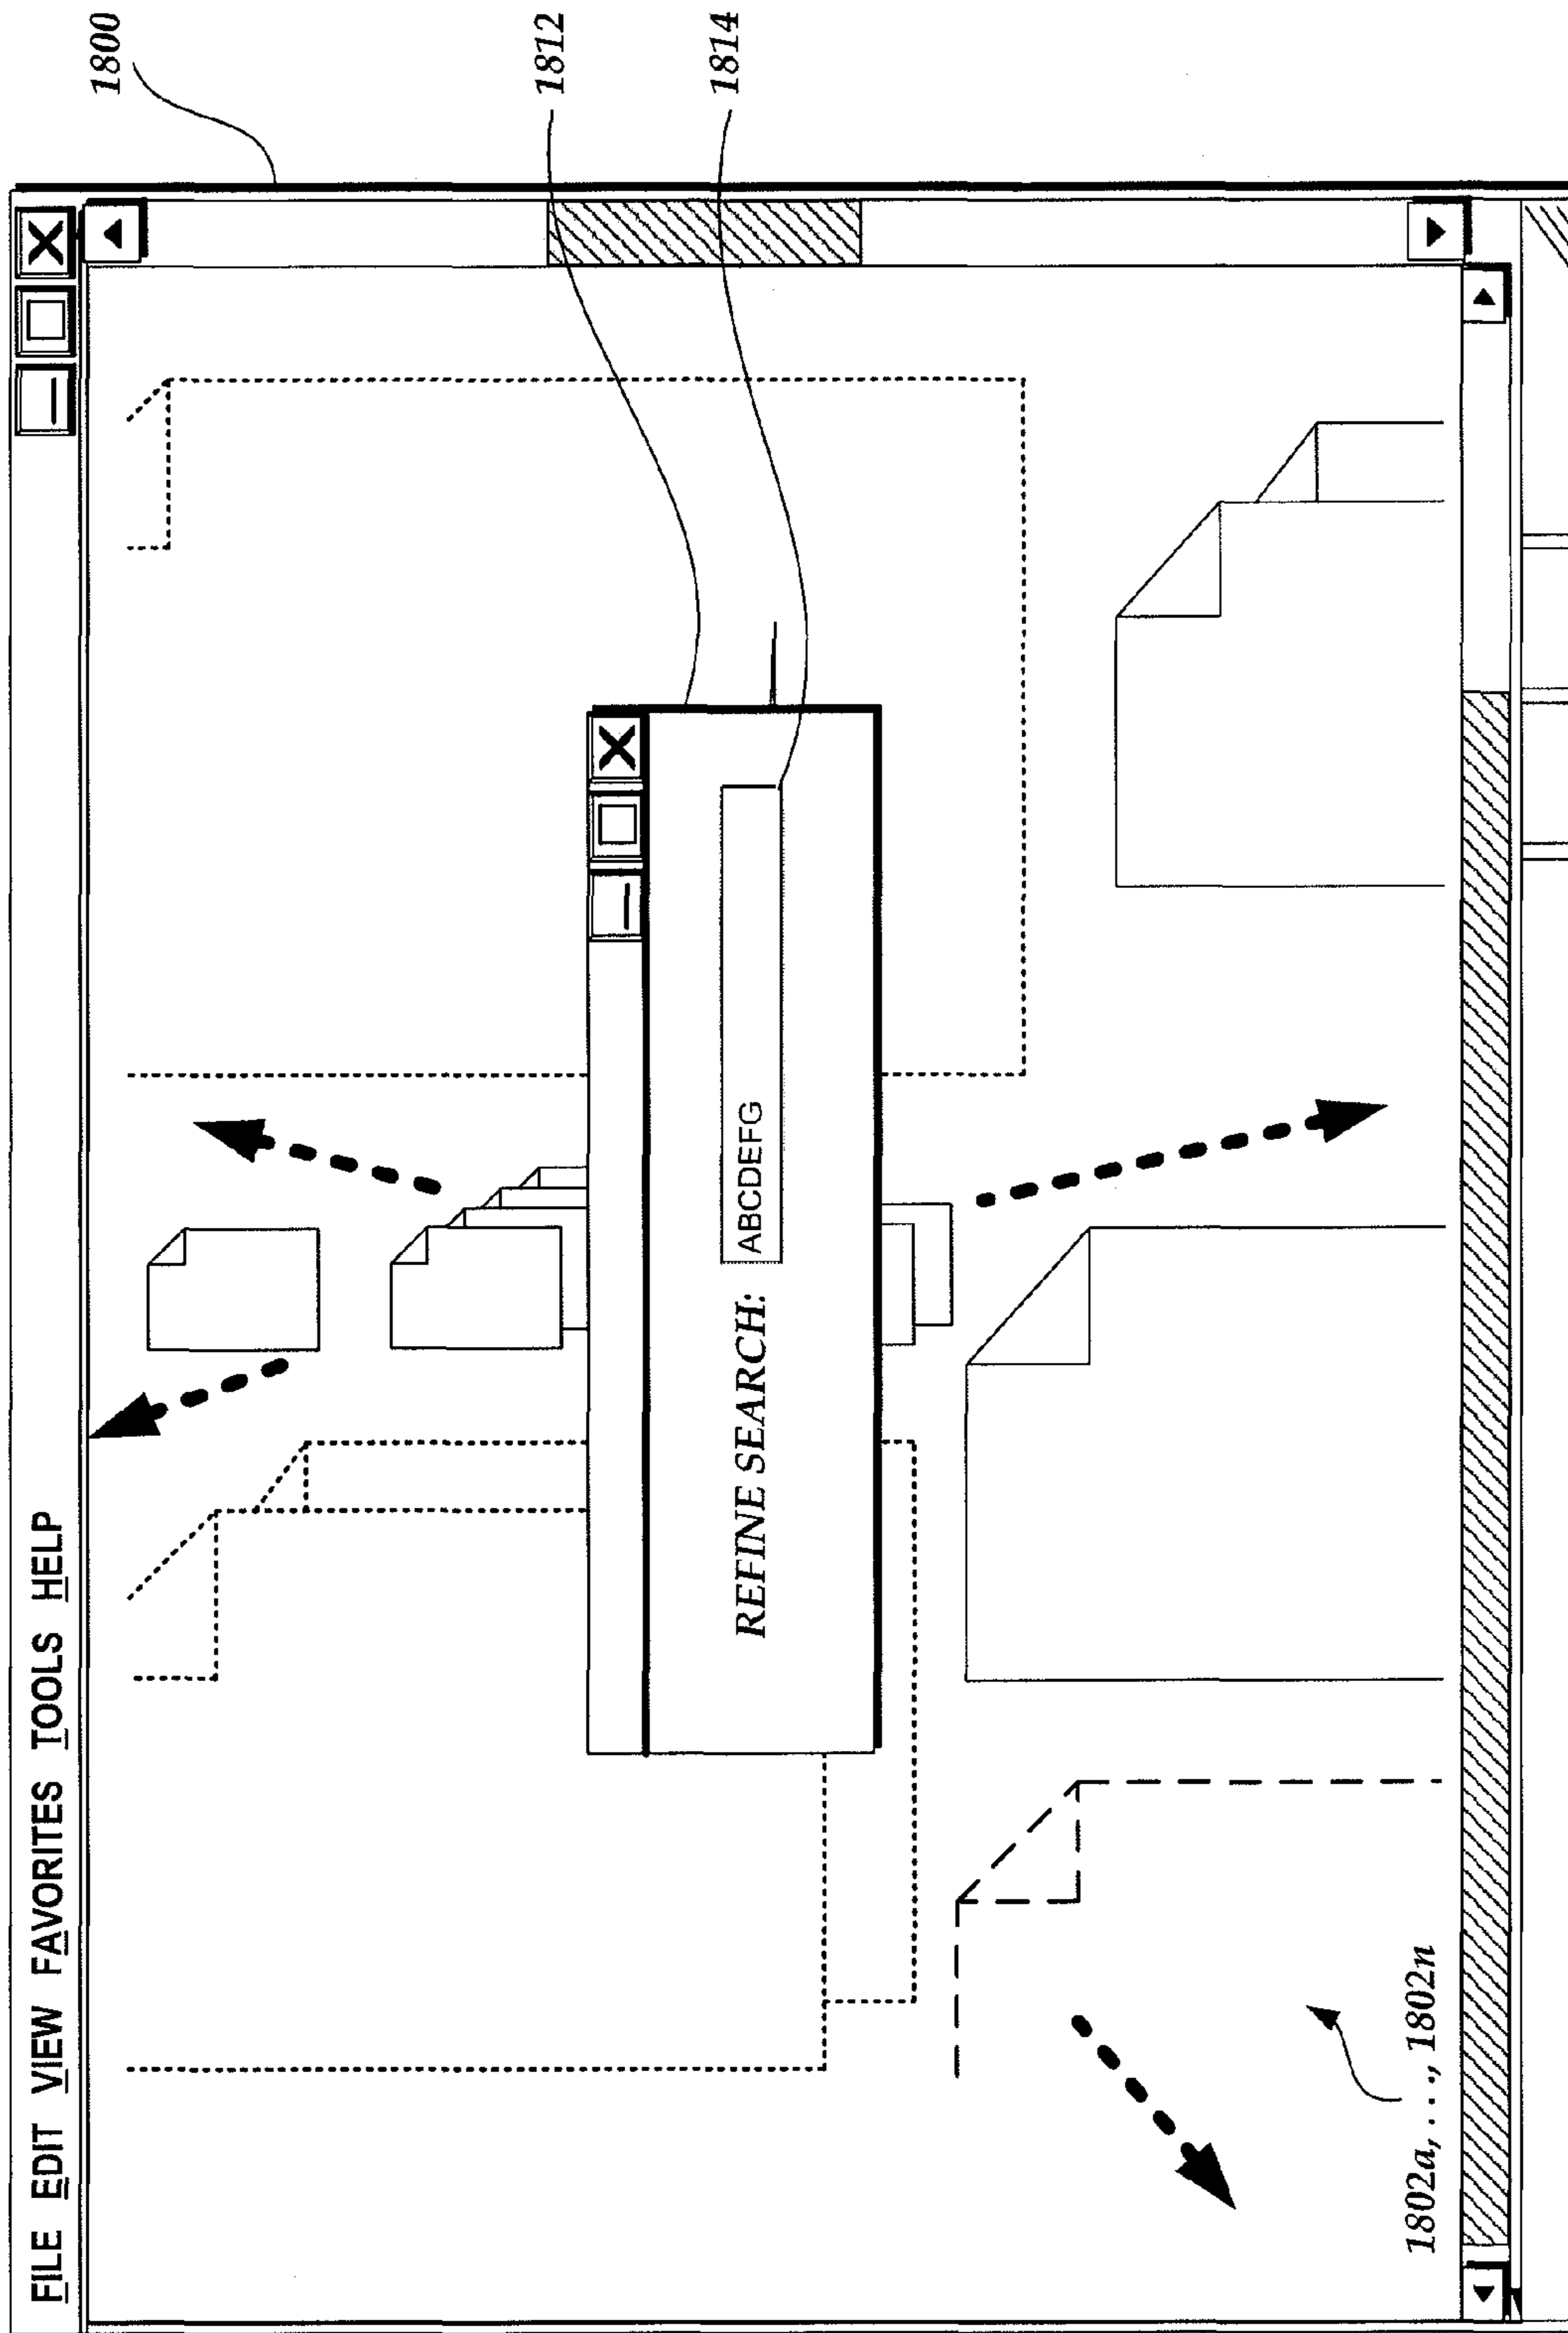 1800
FILE EDIT VIEW FAVORITES TOOLS HELP
1812
1814
REFINE SEARCH: ABCDEFG
1802a, . . ., 1802n